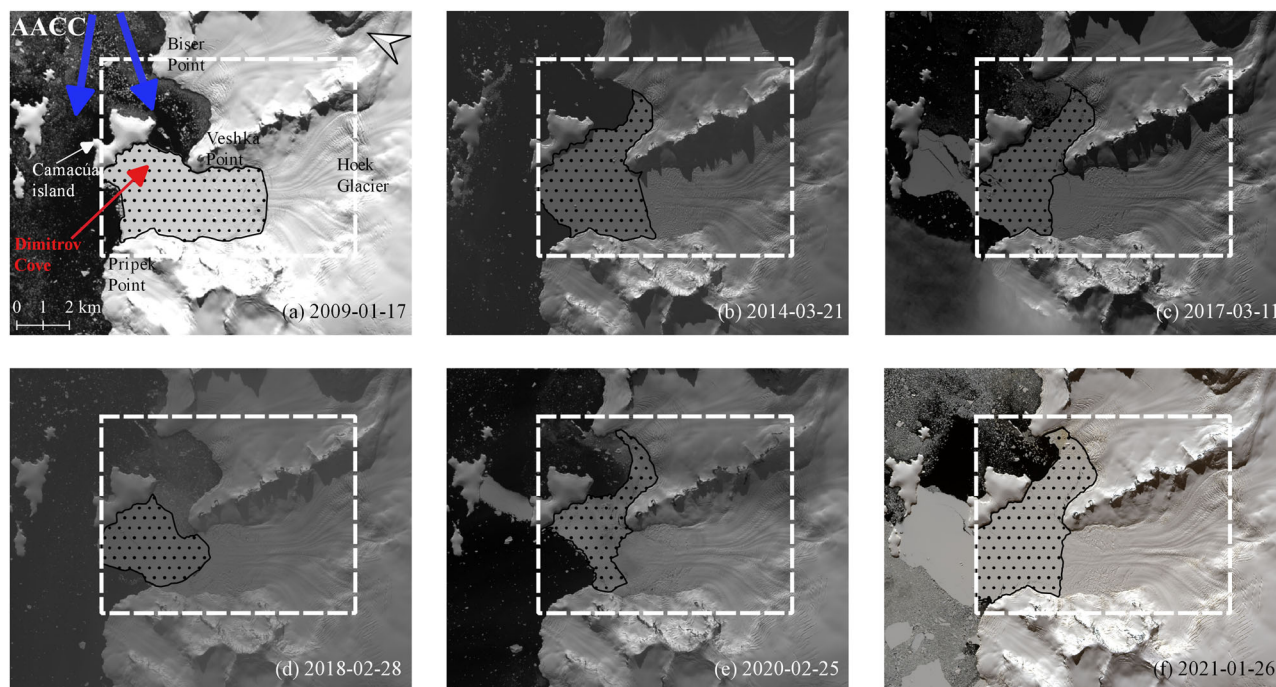 AACC
Biser
Point
Veshka
Point
Camacua
island
Hoek
Glacier
Dimitrov
Cove
Pripek
Point
0 1 2 km
(a) 2009-01-17
(b) 2014-03-21
(c) 2017-03-11
(d) 2018-02-28
(e) 2020-02-25
(f) 2021-01-26